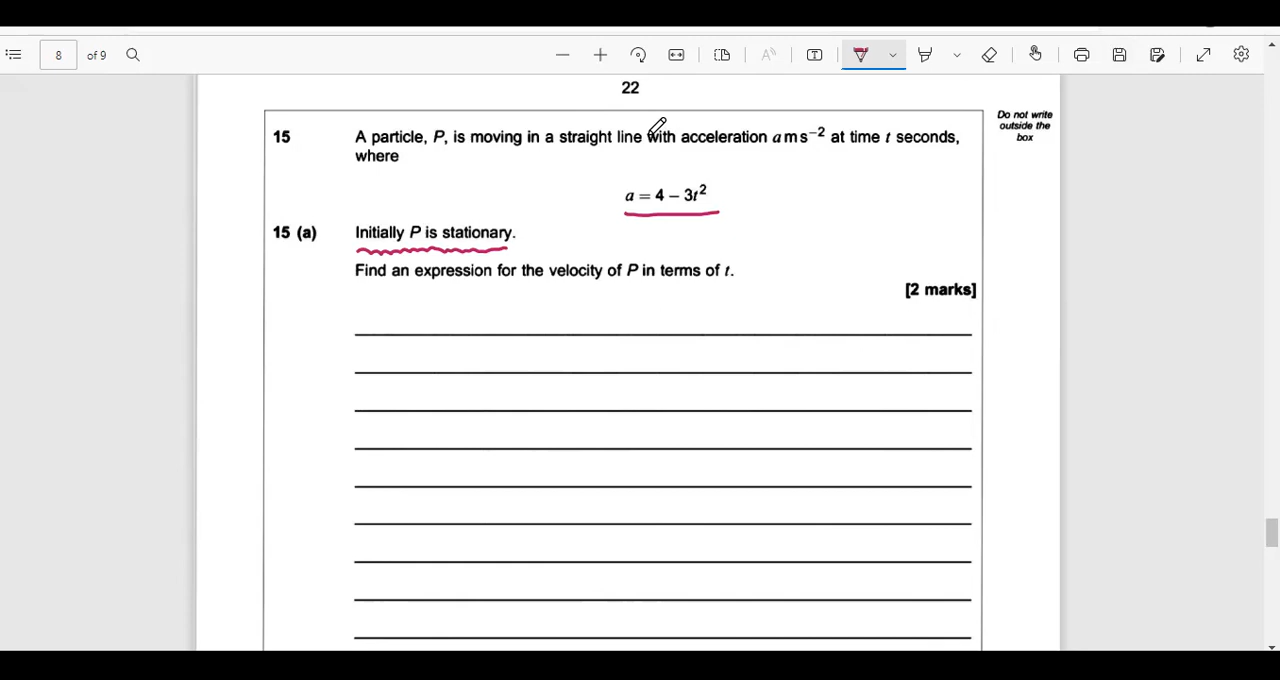 8 of 9
22
Do not write
outside the
box
15 A particle, P, is moving in a straight line with acceleration a m s⁻² at time t seconds,
where
a = 4 − 3t²
15 (a) Initially P is stationary.
Find an expression for the velocity of P in terms of t.
[2 marks]